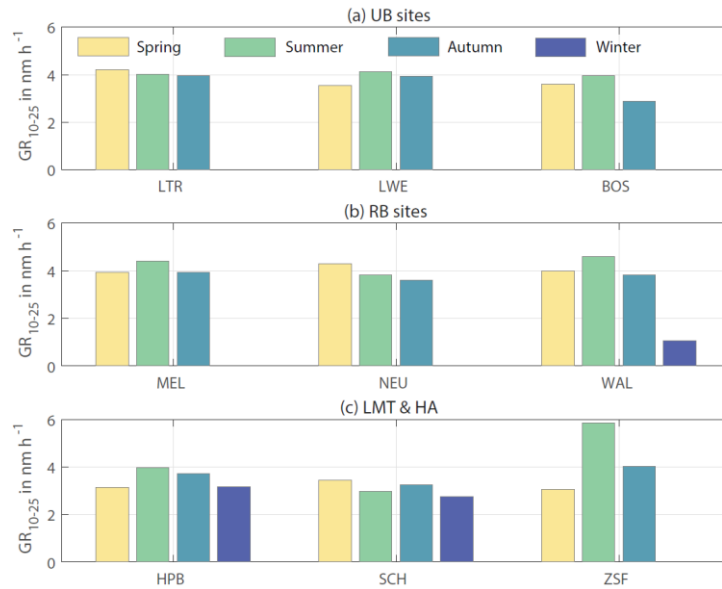 (a) UB sites
6
Spring Summer Autumn Winter
4
2
0
GR10-25 in nm h-1
LTR LWE BOS
(b) RB sites
6
4
2
0
GR10-25 in nm h-1
MEL NEU WAL
(c) LMT & HA
6
4
2
0
GR10-25 in nm h-1
HPB SCH ZSF